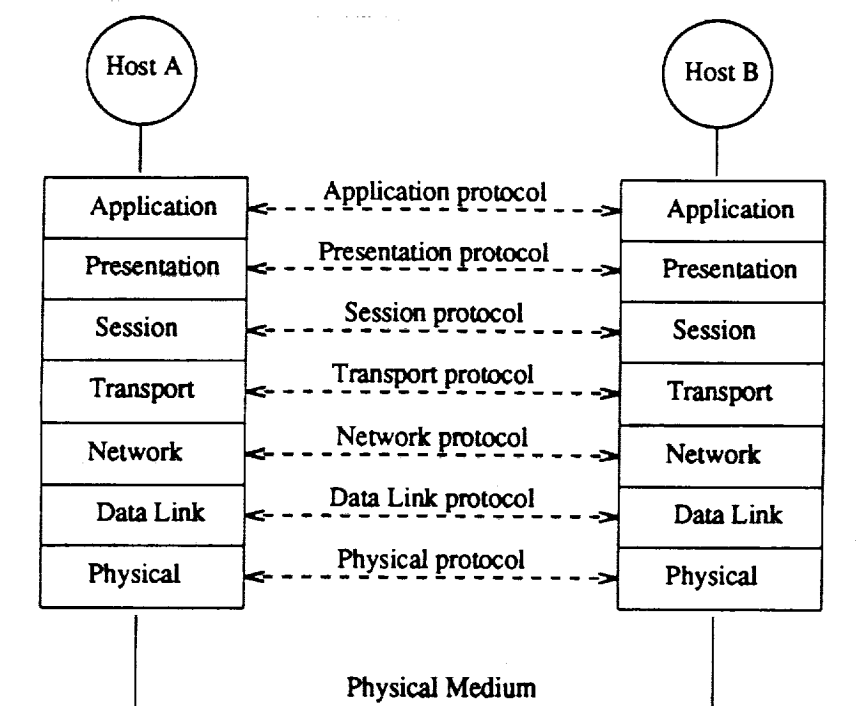 Host A
Host B
Application
Application protocol
Application
Presentation
Presentation protocol
Presentation
Session
Session protocol
Session
Transport
Transport protocol
Transport
Network
Network protocol
Network
Data Link
Data Link protocol
Data Link
Physical
Physical protocol
Physical
Physical Medium